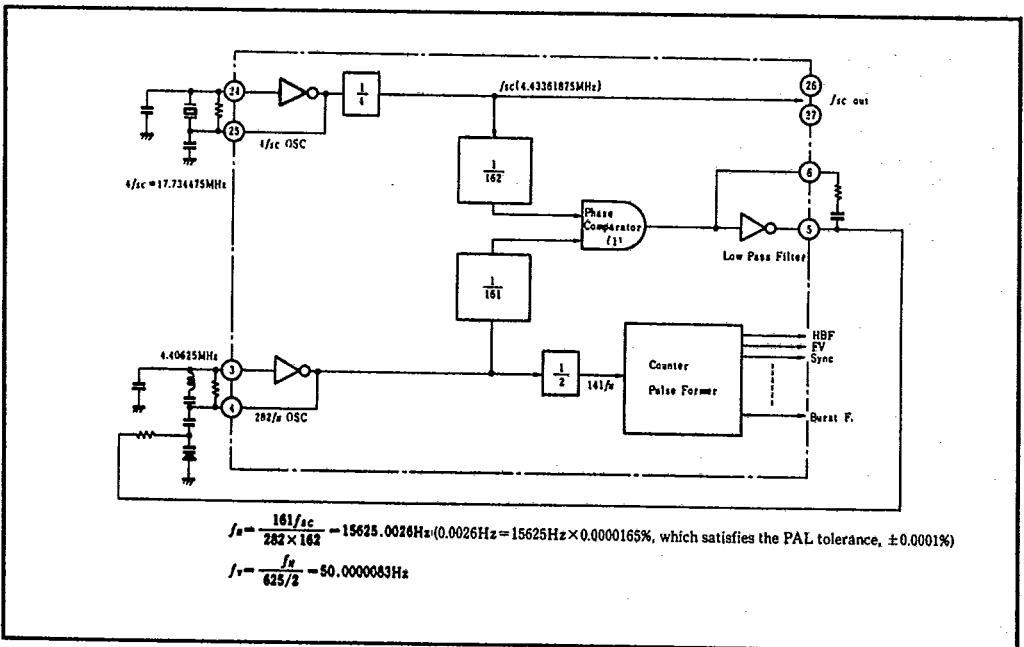 24
25
4fsc OSC
4fsc=17.734475MHz
1/4
fsc(4.43361875MHz)
26
27
fsc out
1/162
Phase
Comparator
(1)
6
5
Low Pass Filter
1/161
4.40625MHz
3
4
282fH OSC
1/2
141fH
Counter
Pulse Former
HBF
FV
Sync
Burst F.
fH = 161fsc / 282×162 = 15625.0026Hz (0.0026Hz=15625Hz×0.0000165%, which satisfies the PAL tolerance, ±0.0001%)
fV = fH / 625/2 = 50.0000083Hz